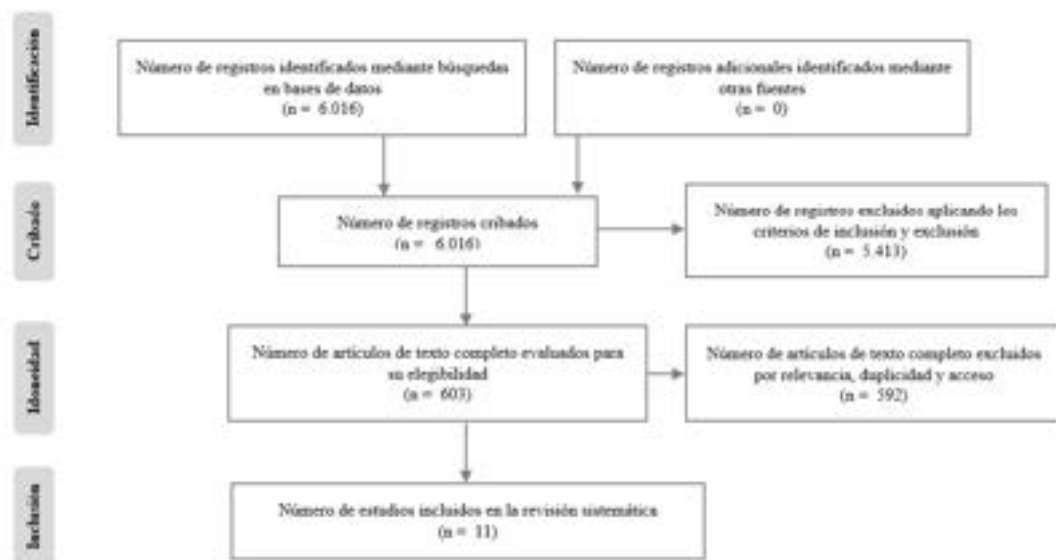 Identificación
Número de registros identificados mediante búsquedas
en bases de datos
(n = 6.016)
Número de registros adicionales identificados mediante
otras fuentes
(n = 0)
Cribado
Número de registros cribados
(n = 6.016)
Número de registros excluidos aplicando los
criterios de inclusión y exclusión
(n = 5.413)
Idoneidad
Número de artículos de texto completo evaluados para
su elegibilidad
(n = 603)
Número de artículos de texto completo excluidos
por relevancia, duplicidad y acceso
(n = 592)
Inclusión
Número de estudios incluidos en la revisión sistemática
(n = 11)